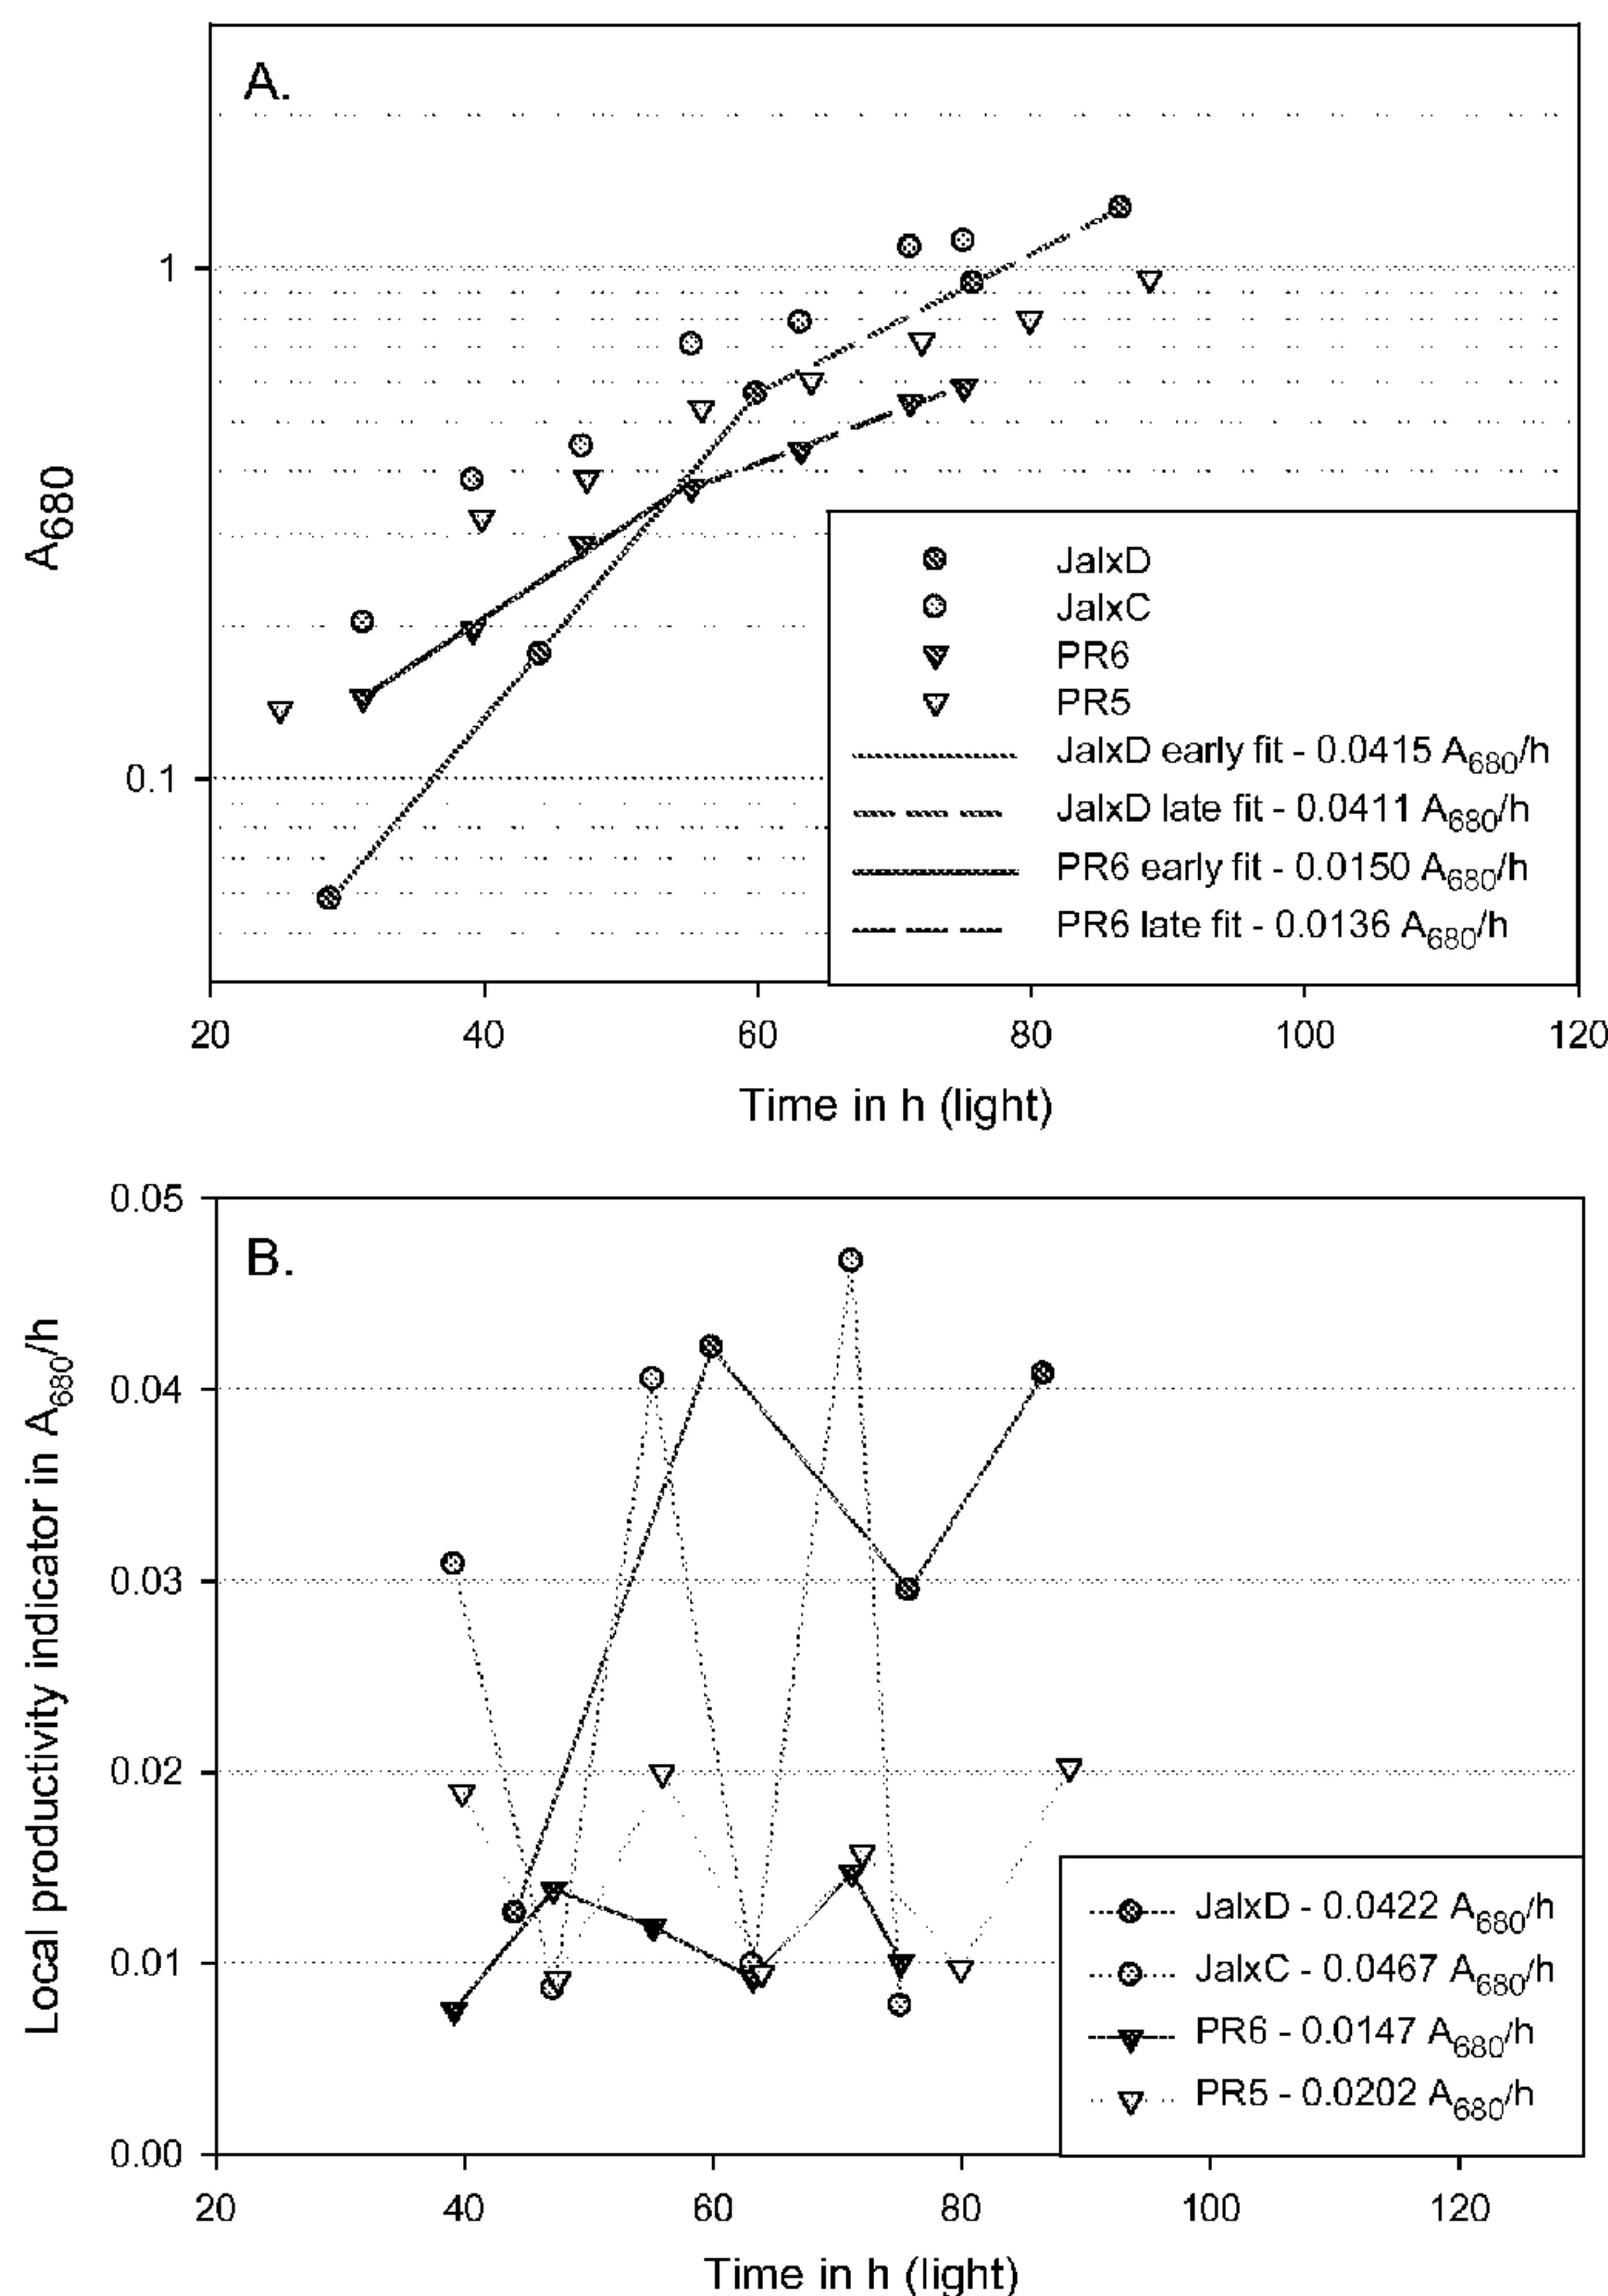 A.
1
0.1
A680
JalxD
JalxC
PR6
PR5
JalxD early fit - 0.0415 A680/h
JalxD late fit - 0.0411 A680/h
PR6 early fit - 0.0150 A680/h
PR6 late fit - 0.0136 A680/h
20 40 60 80 100 120
Time in h (light)
B.
0.05
0.04
0.03
0.02
0.01
0.00
Local productivity indicator in A680/h
JalxD - 0.0422 A680/h
JalxC - 0.0467 A680/h
PR6 - 0.0147 A680/h
PR5 - 0.0202 A680/h
20 40 60 80 100 120
Time in h (light)